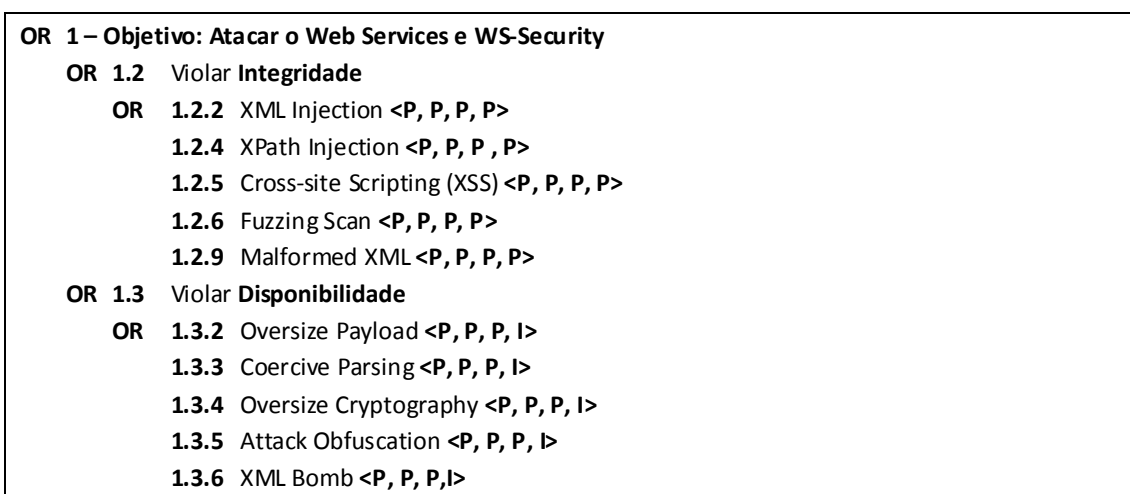 OR 1 – Objetivo: Atacar o Web Services e WS-Security
OR 1.2 Violar Integridade
OR 1.2.2 XML Injection <P, P, P, P>
1.2.4 XPath Injection <P, P, P , P>
1.2.5 Cross-site Scripting (XSS) <P, P, P, P>
1.2.6 Fuzzing Scan <P, P, P, P>
1.2.9 Malformed XML <P, P, P, P>
OR 1.3 Violar Disponibilidade
OR 1.3.2 Oversize Payload <P, P, P, I>
1.3.3 Coercive Parsing <P, P, P, I>
1.3.4 Oversize Cryptography <P, P, P, I>
1.3.5 Attack Obfuscation <P, P, P, I>
1.3.6 XML Bomb <P, P, P,I>